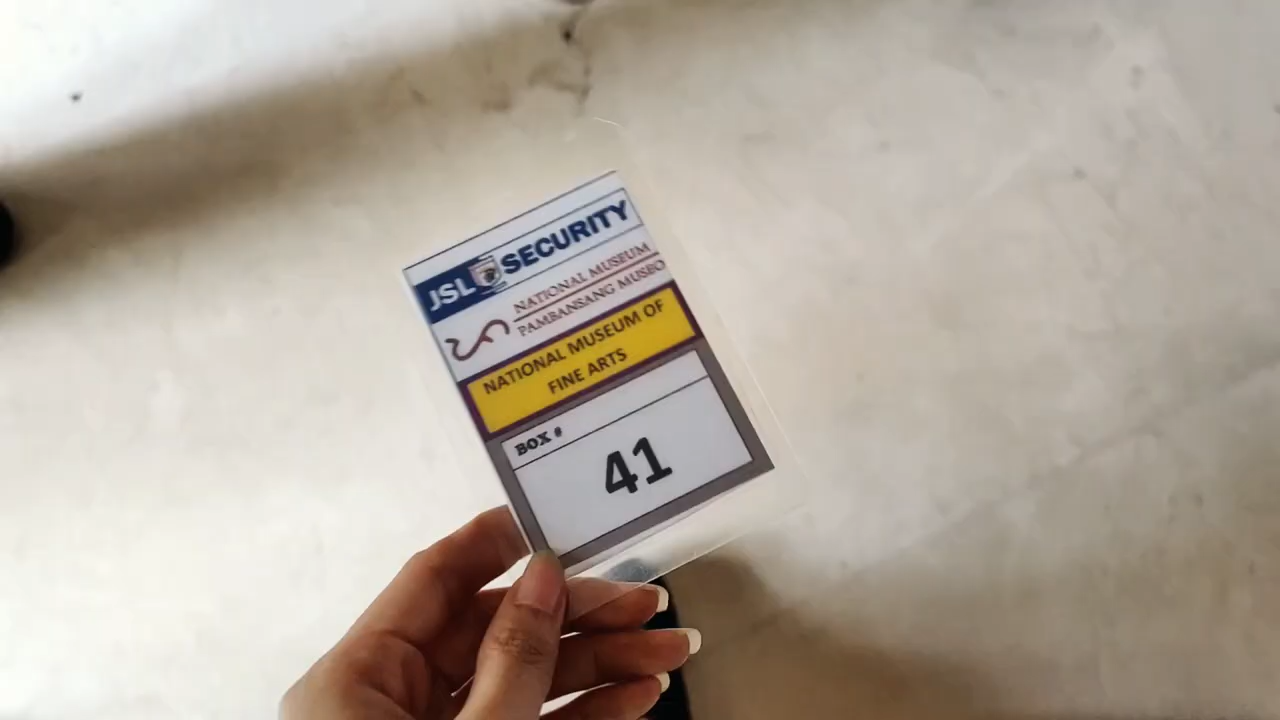 JSL SECURITY
NATIONAL MUSEUM
PAMBANSANG MUSEO
NATIONAL MUSEUM OF
FINE ARTS
BOX #
41